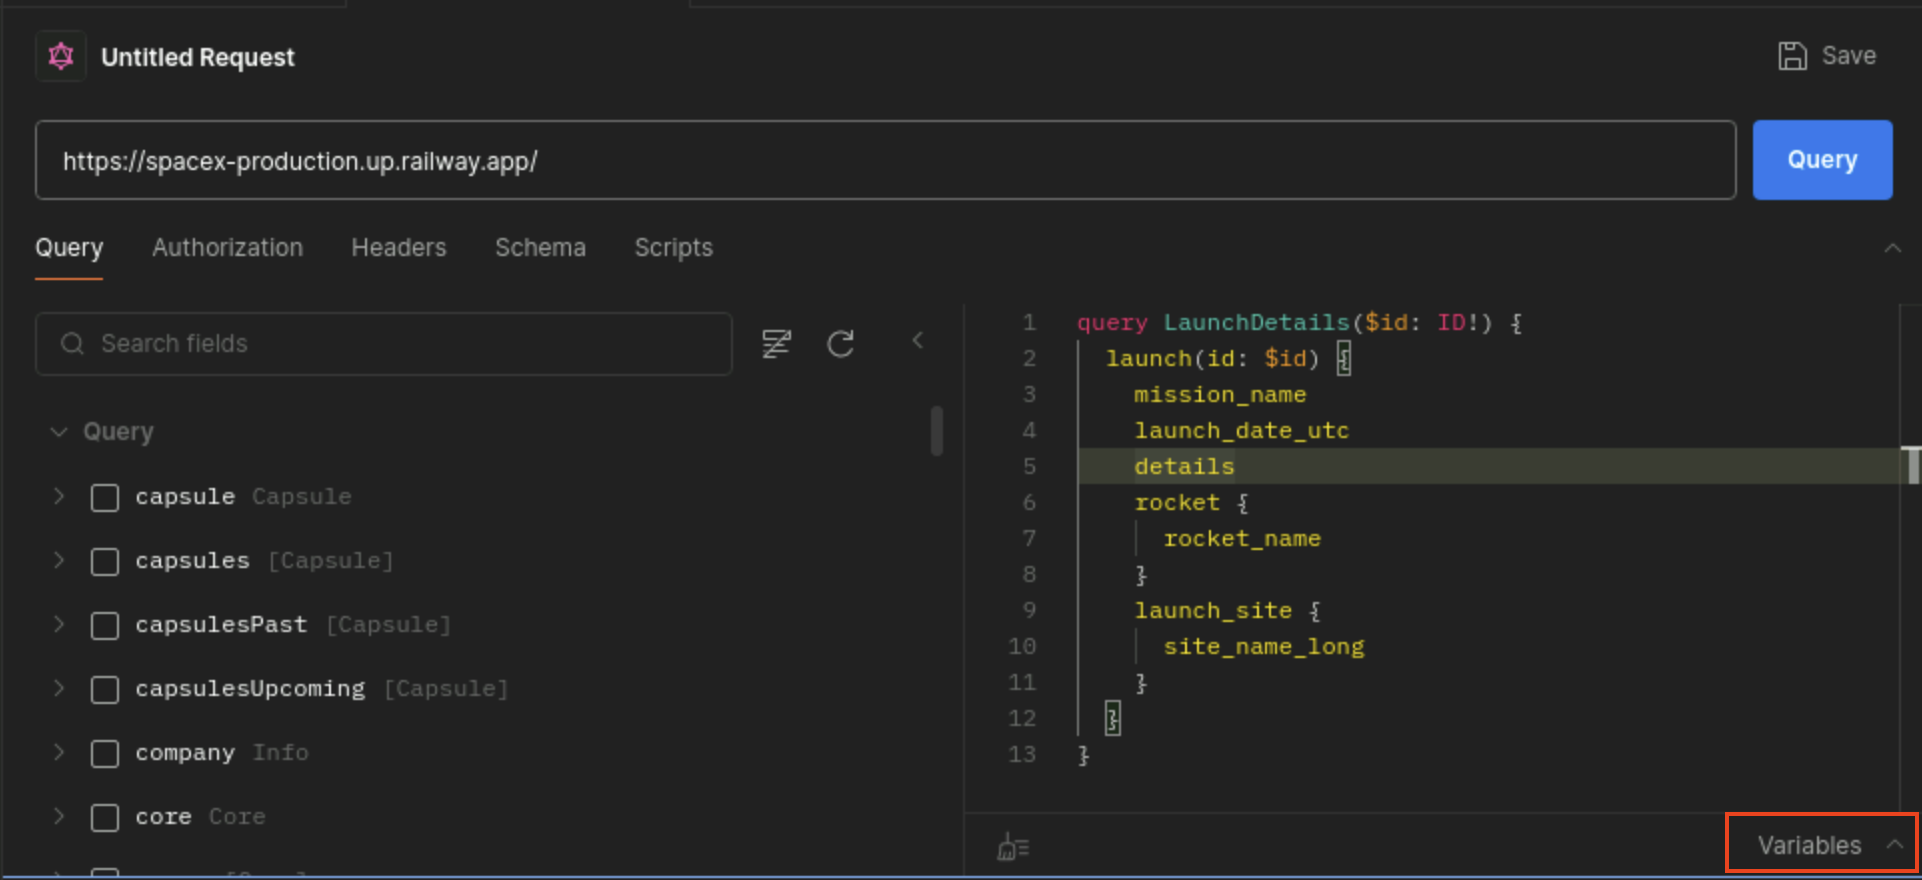 Untitled Request
Save
https://spacex-production.up.railway.app/
Query
Query Authorization Headers Schema Scripts
Search fields
Query
capsule Capsule
capsules [Capsule]
capsulesPast [Capsule]
capsulesUpcoming [Capsule]
company Info
core Core
1 query LaunchDetails($id: ID!) {
2 launch(id: $id) {
3 mission_name
4 launch_date_utc
5 details
6 rocket {
7 rocket_name
8 }
9 launch_site {
10 site_name_long
11 }
12 }
13 }
Variables